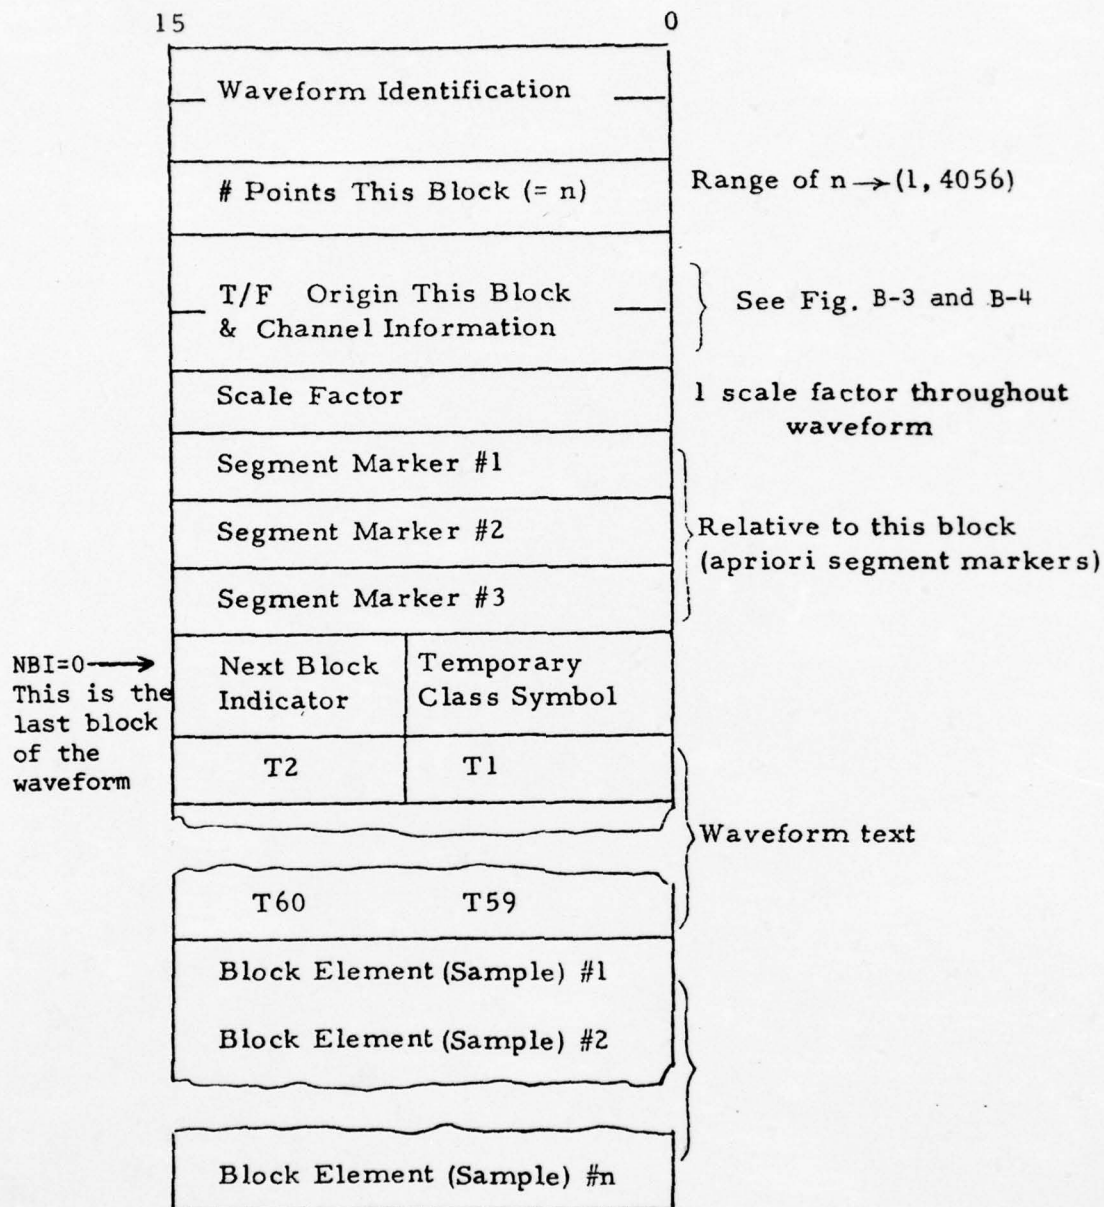 15 0
Waveform Identification
# Points This Block (= n)
Range of n→(1, 4056)
T/F Origin This Block
& Channel Information
See Fig. B-3 and B-4
Scale Factor
1 scale factor throughout
waveform
Segment Marker #1
Segment Marker #2
Segment Marker #3
Relative to this block
(apriori segment markers)
NBI=0→
This is the
last block
of the
waveform
Next Block
Indicator
Temporary
Class Symbol
T2 T1
Waveform text
T60 T59
Block Element (Sample) #1
Block Element (Sample) #2
Block Element (Sample) #n